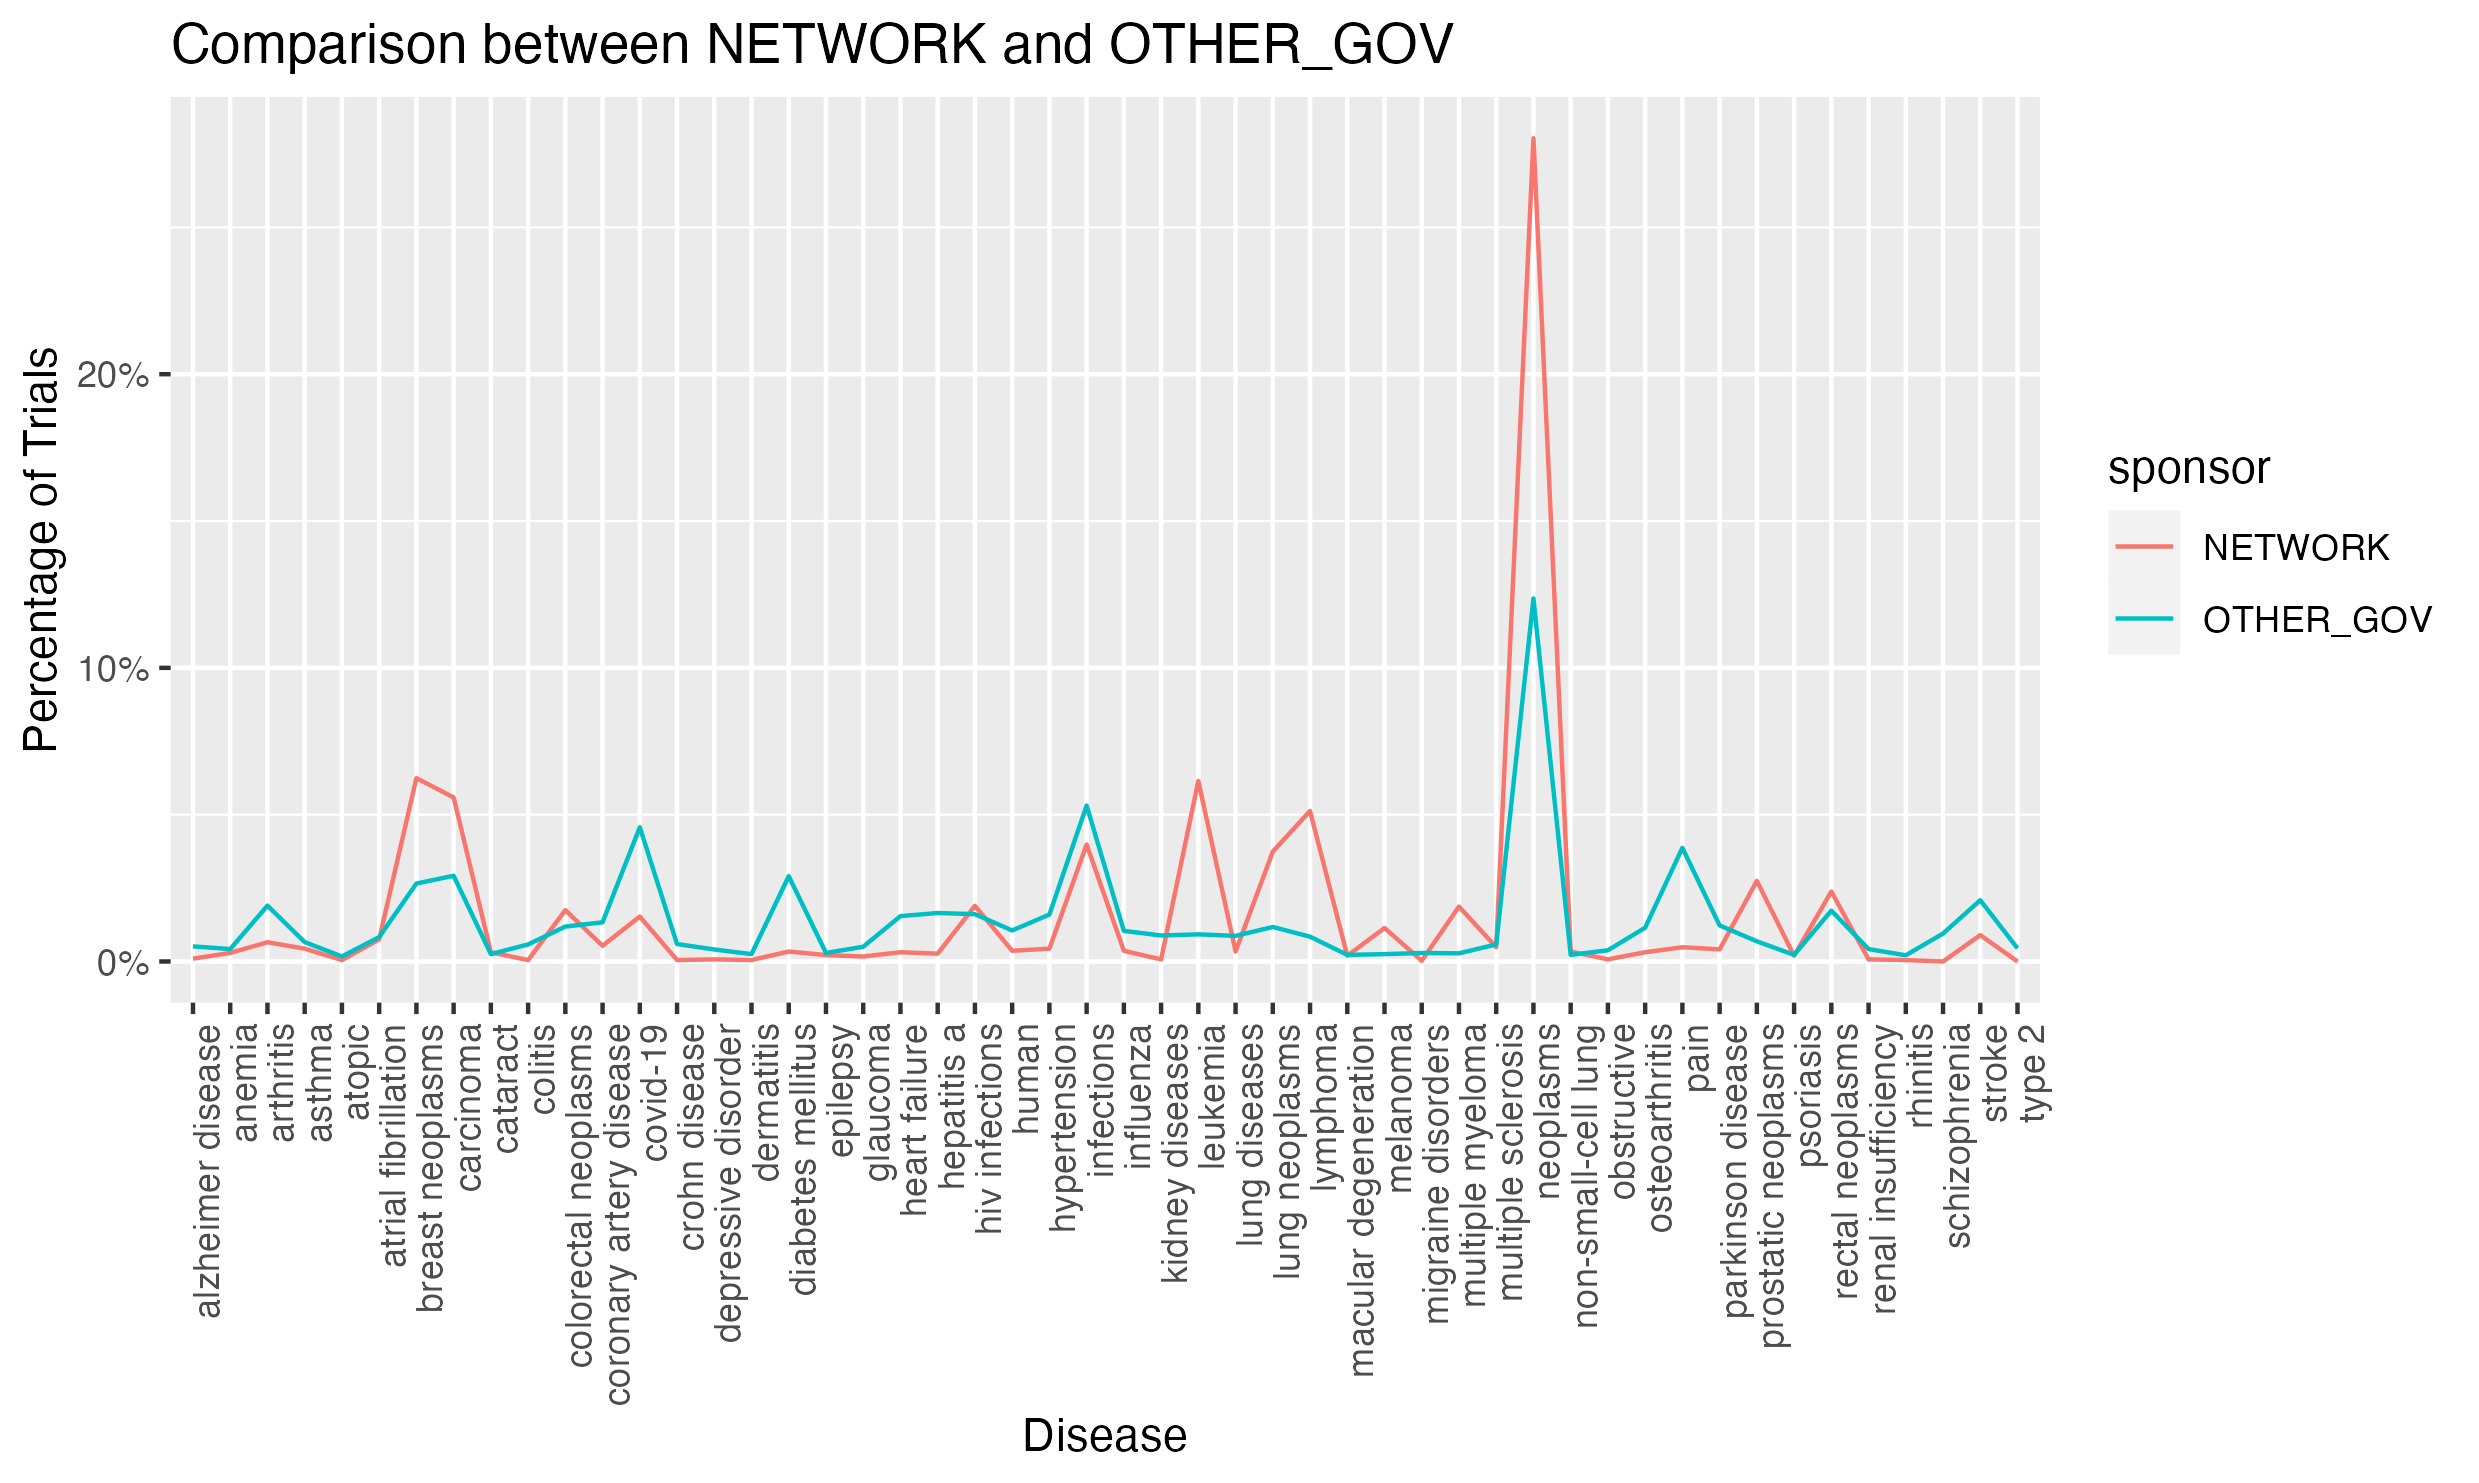 Comparison between NETWORK and OTHER_GOV
Percentage of Trials
20%
10%
0%
alzheimer disease
anemia
arthritis
asthma
atopic
atrial fibrillation
breast neoplasms
carcinoma
cataract
colitis
colorectal neoplasms
coronary artery disease
covid-19
crohn disease
depressive disorder
dermatitis
diabetes mellitus
epilepsy
glaucoma
heart failure
hepatitis a
hiv infections
human
hypertension
infections
influenza
kidney diseases
leukemia
lung diseases
lung neoplasms
lymphoma
macular degeneration
melanoma
migraine disorders
multiple myeloma
multiple sclerosis
neoplasms
non-small-cell lung
obstructive
osteoarthritis
pain
parkinson disease
prostatic neoplasms
psoriasis
rectal neoplasms
renal insufficiency
rhinitis
schizophrenia
stroke
type 2
Disease
sponsor
NETWORK
OTHER_GOV